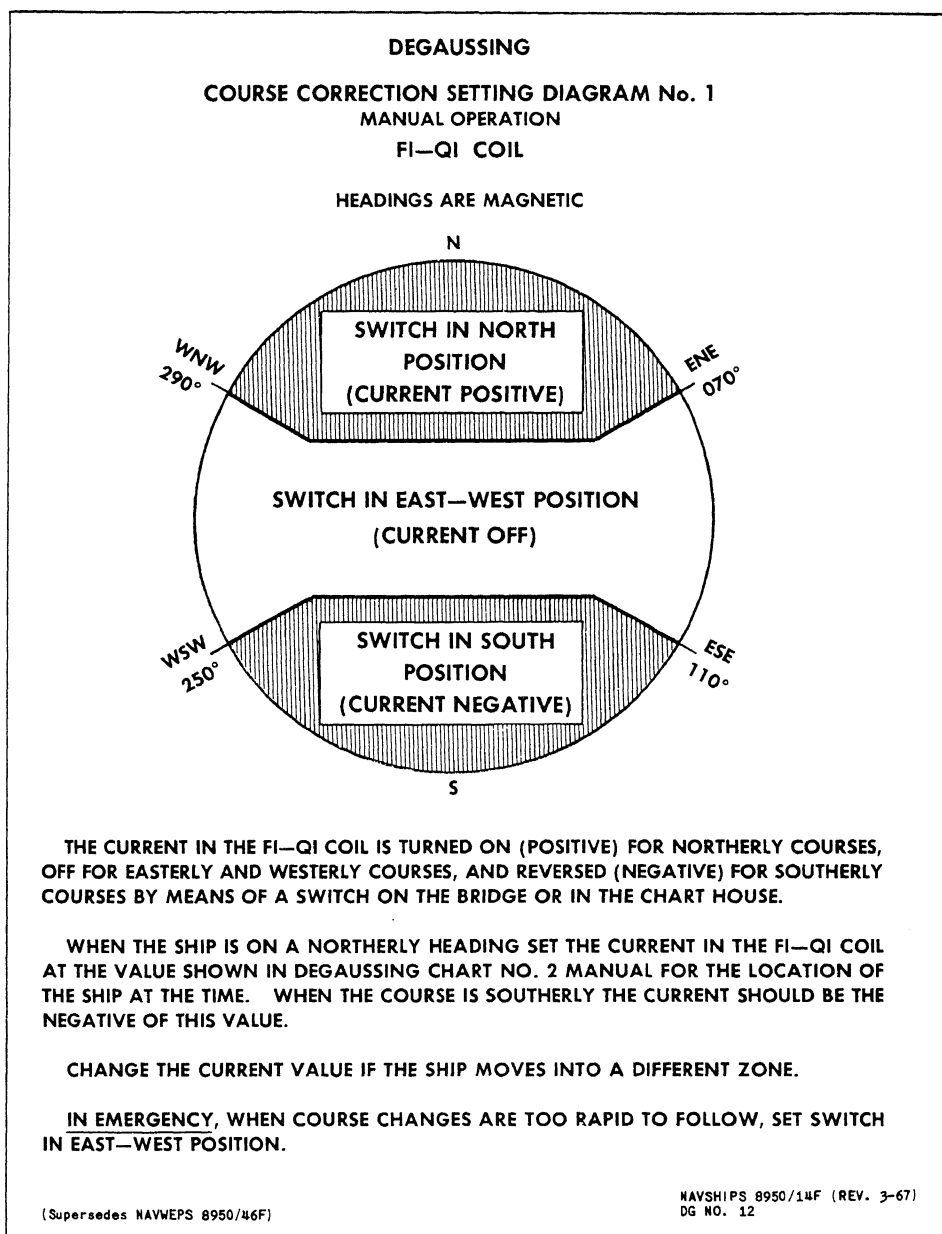 DEGAUSSING
COURSE CORRECTION SETTING DIAGRAM No. 1
MANUAL OPERATION
FI—QI COIL
HEADINGS ARE MAGNETIC
N
WNW
290°
ENE
070°
SWITCH IN NORTH
POSITION
(CURRENT POSITIVE)
SWITCH IN EAST—WEST POSITION
(CURRENT OFF)
WSW
250°
ESE
110°
SWITCH IN SOUTH
POSITION
(CURRENT NEGATIVE)
S
THE CURRENT IN THE FI—QI COIL IS TURNED ON (POSITIVE) FOR NORTHERLY COURSES,
OFF FOR EASTERLY AND WESTERLY COURSES, AND REVERSED (NEGATIVE) FOR SOUTHERLY
COURSES BY MEANS OF A SWITCH ON THE BRIDGE OR IN THE CHART HOUSE.
WHEN THE SHIP IS ON A NORTHERLY HEADING SET THE CURRENT IN THE FI—QI COIL
AT THE VALUE SHOWN IN DEGAUSSING CHART NO. 2 MANUAL FOR THE LOCATION OF
THE SHIP AT THE TIME. WHEN THE COURSE IS SOUTHERLY THE CURRENT SHOULD BE THE
NEGATIVE OF THIS VALUE.
CHANGE THE CURRENT VALUE IF THE SHIP MOVES INTO A DIFFERENT ZONE.
IN EMERGENCY, WHEN COURSE CHANGES ARE TOO RAPID TO FOLLOW, SET SWITCH
IN EAST—WEST POSITION.
(Supersedes NAVWEPS 8950/46F)
NAVSHIPS 8950/14F (REV. 3-67)
DG NO. 12